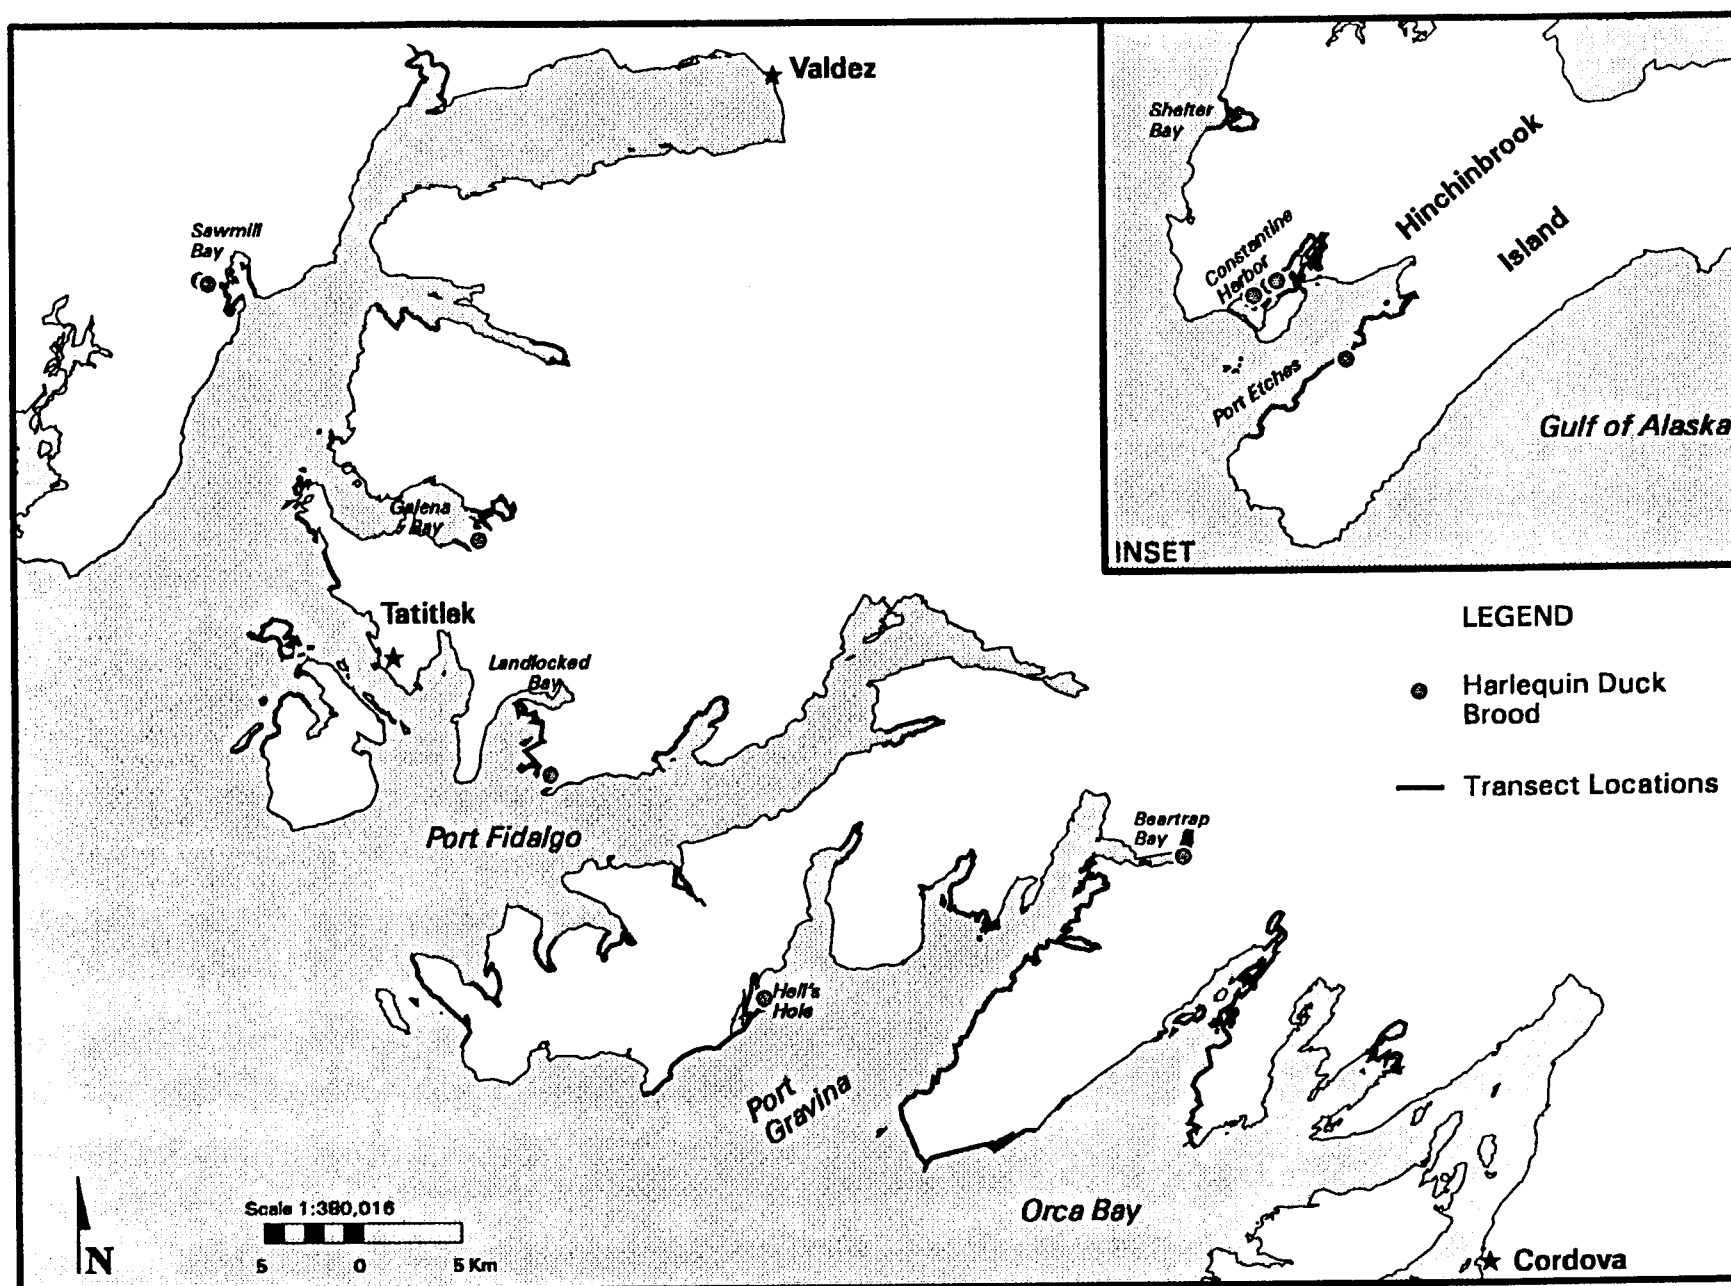 Valdez
Sawmill
Bay
Galena
Bay
Tatitlek
Landlocked
Bay
Port Fidalgo
Beartrap
Bay
Hell's
Hole
Port
Gravina
Orca Bay
Cordova
Scale 1:380,016
5 0 5 Km
N
Shelter
Bay
Hinchinbrook
Island
Constantine
Harbor
Port Etches
Gulf of Alaska
INSET
LEGEND
Harlequin Duck
Brood
Transect Locations